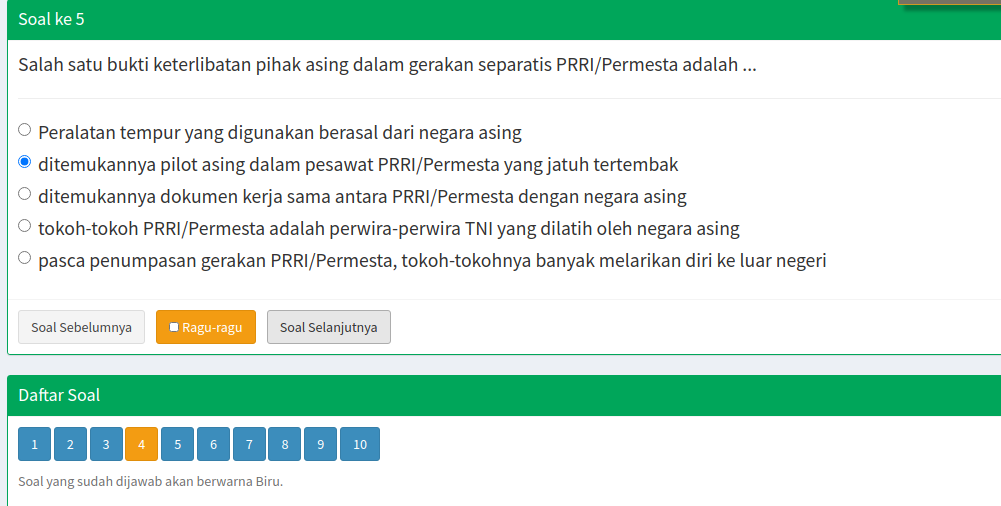 Soal ke 5
Salah satu bukti keterlibatan pihak asing dalam gerakan separatis PRRI/Permesta adalah ...
Peralatan tempur yang digunakan berasal dari negara asing
ditemukannya pilot asing dalam pesawat PRRI/Permesta yang jatuh tertembak
ditemukannya dokumen kerja sama antara PRRI/Permesta dengan negara asing
tokoh-tokoh PRRI/Permesta adalah perwira-perwira TNI yang dilatih oleh negara asing
pasca penumpasan gerakan PRRI/Permesta, tokoh-tokohnya banyak melarikan diri ke luar negeri
Soal Sebelumnya Ragu-ragu Soal Selanjutnya
Daftar Soal
1 2 3 4 5 6 7 8 9 10
Soal yang sudah dijawab akan berwarna Biru.